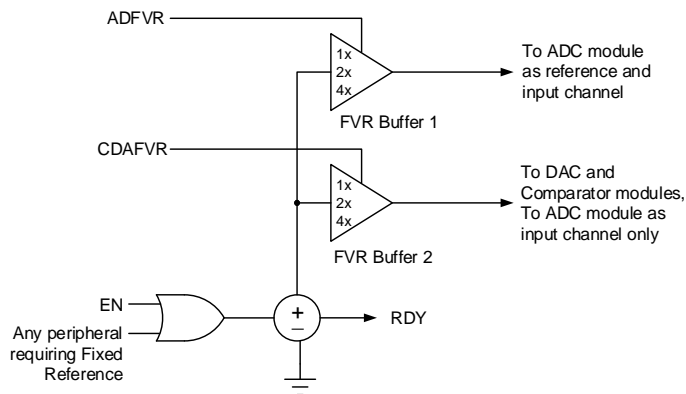 ADFVR
1x
2x
4x
To ADC module
as reference and
input channel
FVR Buffer 1
CDAFVR
1x
2x
4x
To DAC and
Comparator modules,
To ADC module as
input channel only
FVR Buffer 2
EN
+
−
RDY
Any peripheral
requiring Fixed
Reference